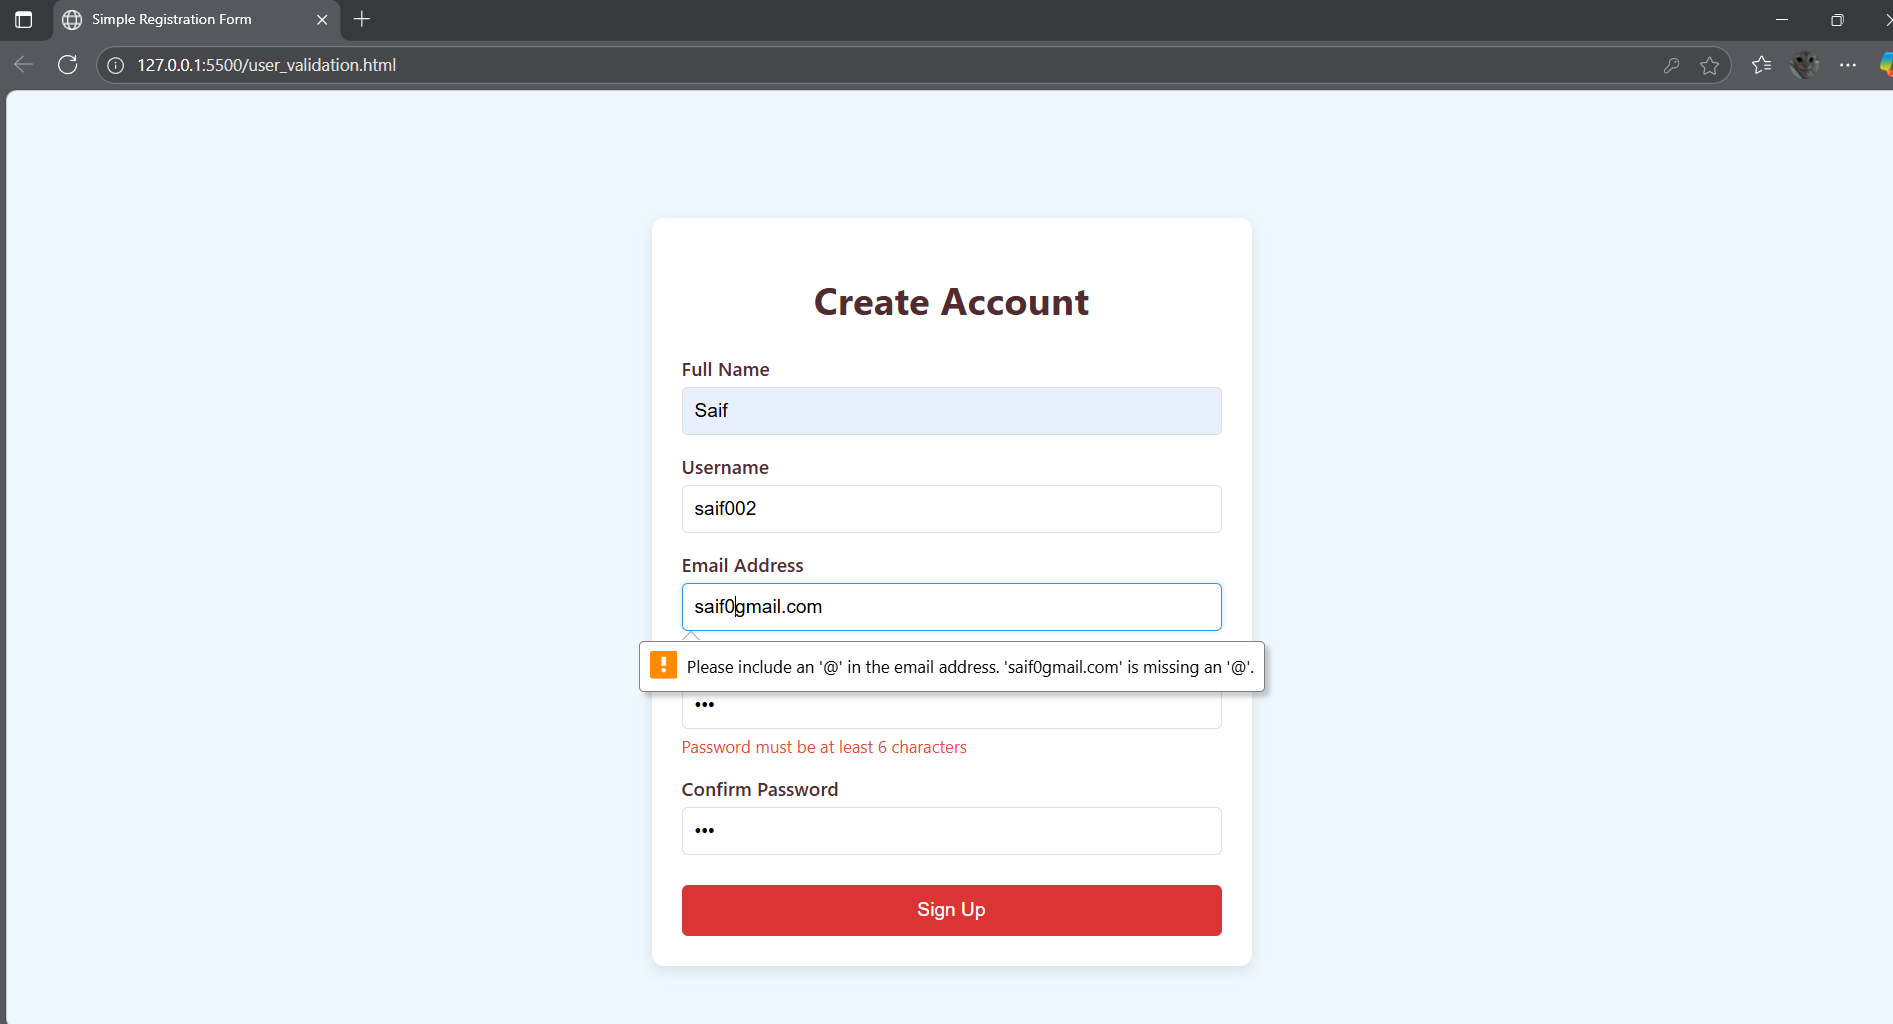 Simple Registration Form
127.0.0.1:5500/user_validation.html
Create Account
Full Name
Saif
Username
saif002
Email Address
saif0gmail.com
Please include an '@' in the email address. 'saif0gmail.com' is missing an '@'.
•••
Password must be at least 6 characters
Confirm Password
•••
Sign Up